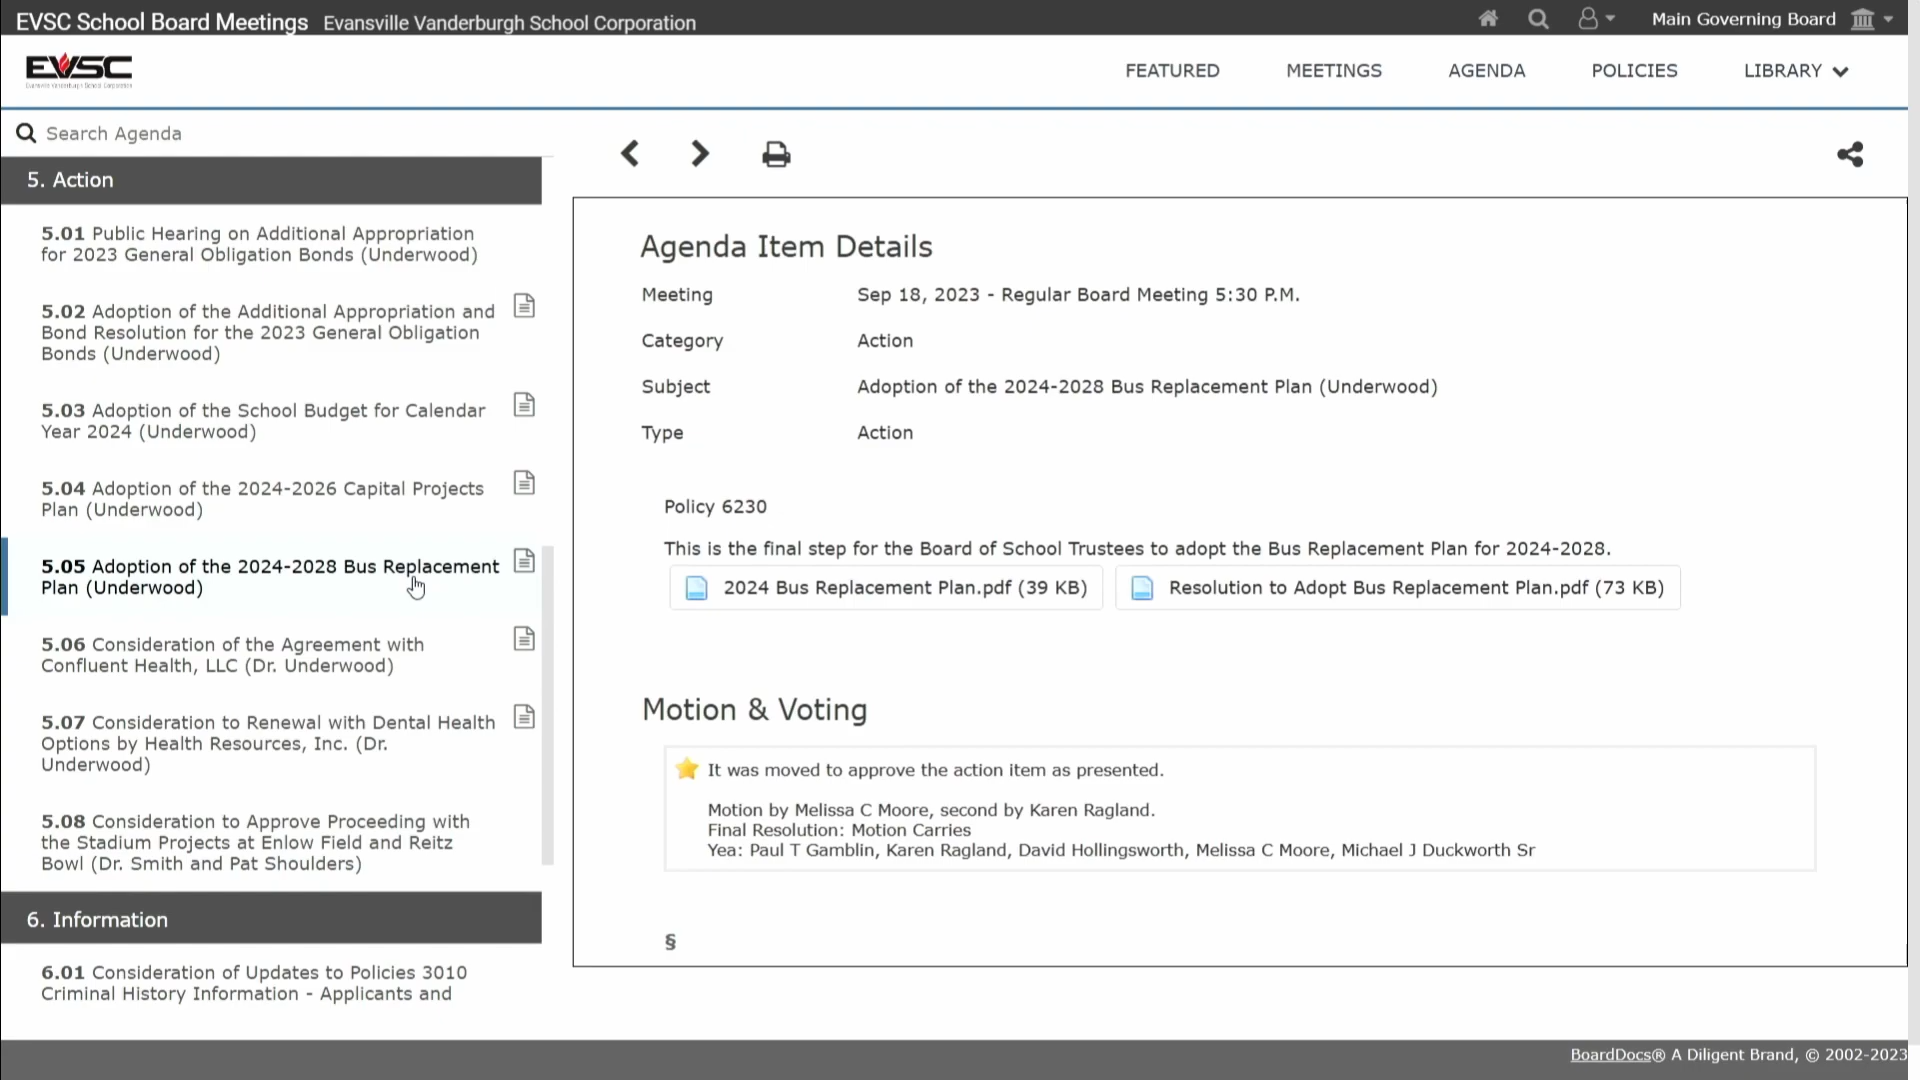 EVSC School Board Meetings Evansville Vanderburgh School Corporation
Main Governing Board
EVSC
Evansville Vanderburgh School Corporation
FEATURED MEETINGS AGENDA POLICIES LIBRARY
Search Agenda
5. Action
5.01 Public Hearing on Additional Appropriation
for 2023 General Obligation Bonds (Underwood)
5.02 Adoption of the Additional Appropriation and
Bond Resolution for the 2023 General Obligation
Bonds (Underwood)
5.03 Adoption of the School Budget for Calendar
Year 2024 (Underwood)
5.04 Adoption of the 2024-2026 Capital Projects
Plan (Underwood)
5.05 Adoption of the 2024-2028 Bus Replacement
Plan (Underwood)
5.06 Consideration of the Agreement with
Confluent Health, LLC (Dr. Underwood)
5.07 Consideration to Renewal with Dental Health
Options by Health Resources, Inc. (Dr.
Underwood)
5.08 Consideration to Approve Proceeding with
the Stadium Projects at Enlow Field and Reitz
Bowl (Dr. Smith and Pat Shoulders)
6. Information
6.01 Consideration of Updates to Policies 3010
Criminal History Information - Applicants and
Agenda Item Details
Meeting Sep 18, 2023 - Regular Board Meeting 5:30 P.M.
Category Action
Subject Adoption of the 2024-2028 Bus Replacement Plan (Underwood)
Type Action
Policy 6230
This is the final step for the Board of School Trustees to adopt the Bus Replacement Plan for 2024-2028.
2024 Bus Replacement Plan.pdf (39 KB) Resolution to Adopt Bus Replacement Plan.pdf (73 KB)
Motion & Voting
It was moved to approve the action item as presented.
Motion by Melissa C Moore, second by Karen Ragland.
Final Resolution: Motion Carries
Yea: Paul T Gamblin, Karen Ragland, David Hollingsworth, Melissa C Moore, Michael J Duckworth Sr
§
BoardDocs® A Diligent Brand, © 2002-2023